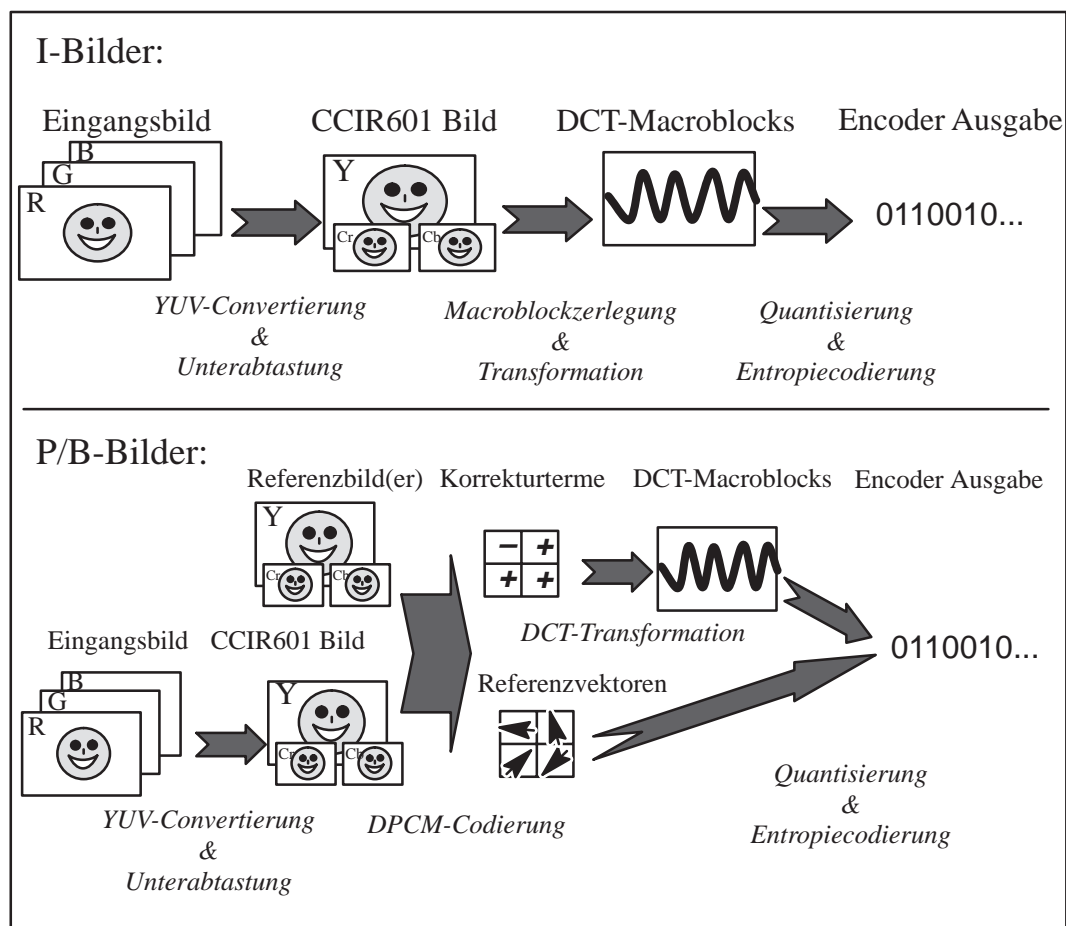 I-Bilder:
Eingangsbild
CCIR601 Bild
DCT-Macroblocks
Encoder Ausgabe
B
G
R
Y
Cr
Cb
0110010...
YUV-Convertierung
&
Unterabtastung
Macroblockzerlegung
&
Transformation
Quantisierung
&
Entropiecodierung
P/B-Bilder:
Referenzbild(er)
Korrekturterme
DCT-Macroblocks
Encoder Ausgabe
Y
Cr
Cb
– +
+ +
DCT-Transformation
Eingangsbild
CCIR601 Bild
0110010...
Referenzvektoren
B
G
R
Y
Cr
Cb
YUV-Convertierung
&
Unterabtastung
DPCM-Codierung
Quantisierung
&
Entropiecodierung